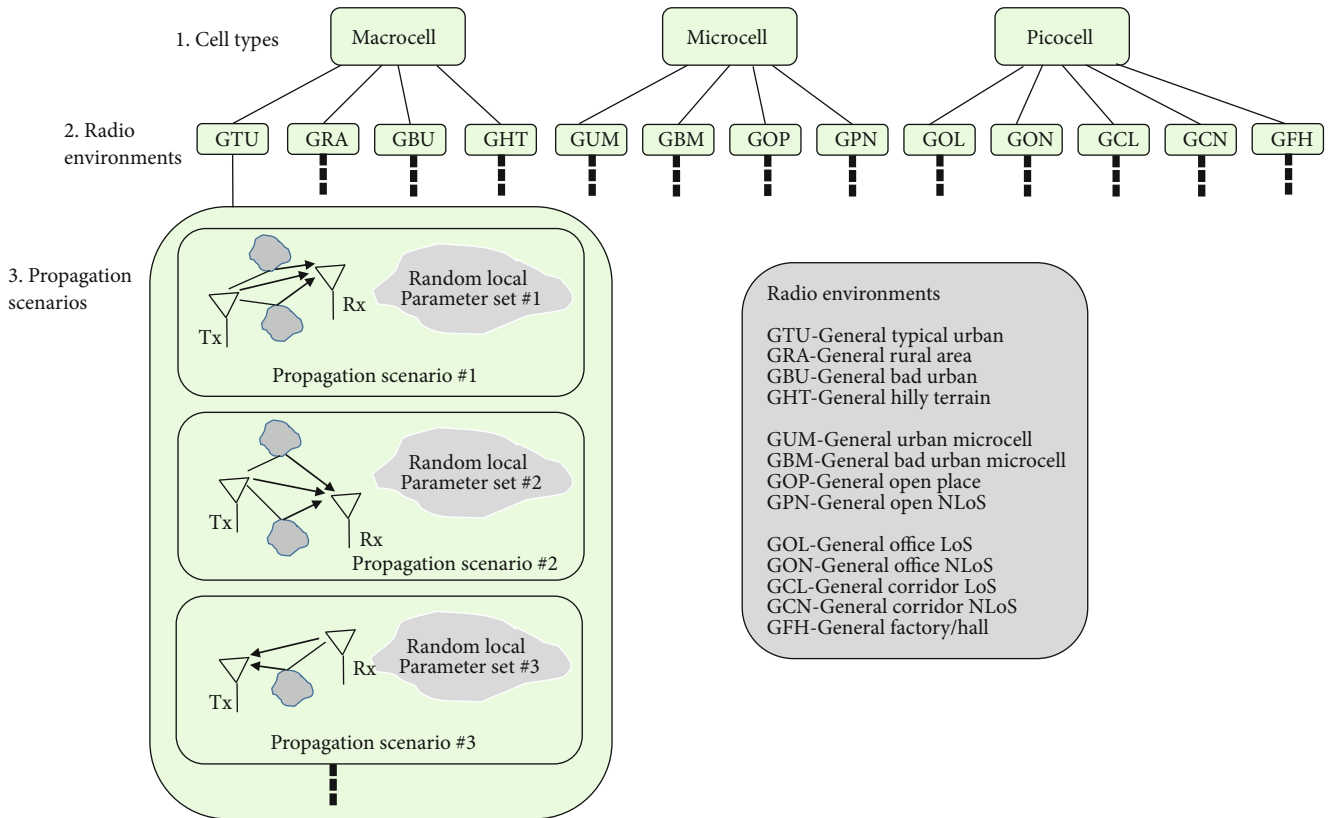 1. Cell types
Macrocell
Microcell
Picocell
2. Radio
environments
GTU
GRA
GBU
GHT
GUM
GBM
GOP
GPN
GOL
GON
GCL
GCN
GFH
3. Propagation
scenarios
Tx
Rx
Random local
Parameter set #1
Propagation scenario #1
Tx
Rx
Random local
Parameter set #2
Propagation scenario #2
Tx
Rx
Random local
Parameter set #3
Propagation scenario #3
Radio environments
GTU-General typical urban
GRA-General rural area
GBU-General bad urban
GHT-General hilly terrain
GUM-General urban microcell
GBM-General bad urban microcell
GOP-General open place
GPN-General open NLoS
GOL-General office LoS
GON-General office NLoS
GCL-General corridor LoS
GCN-General corridor NLoS
GFH-General factory/hall